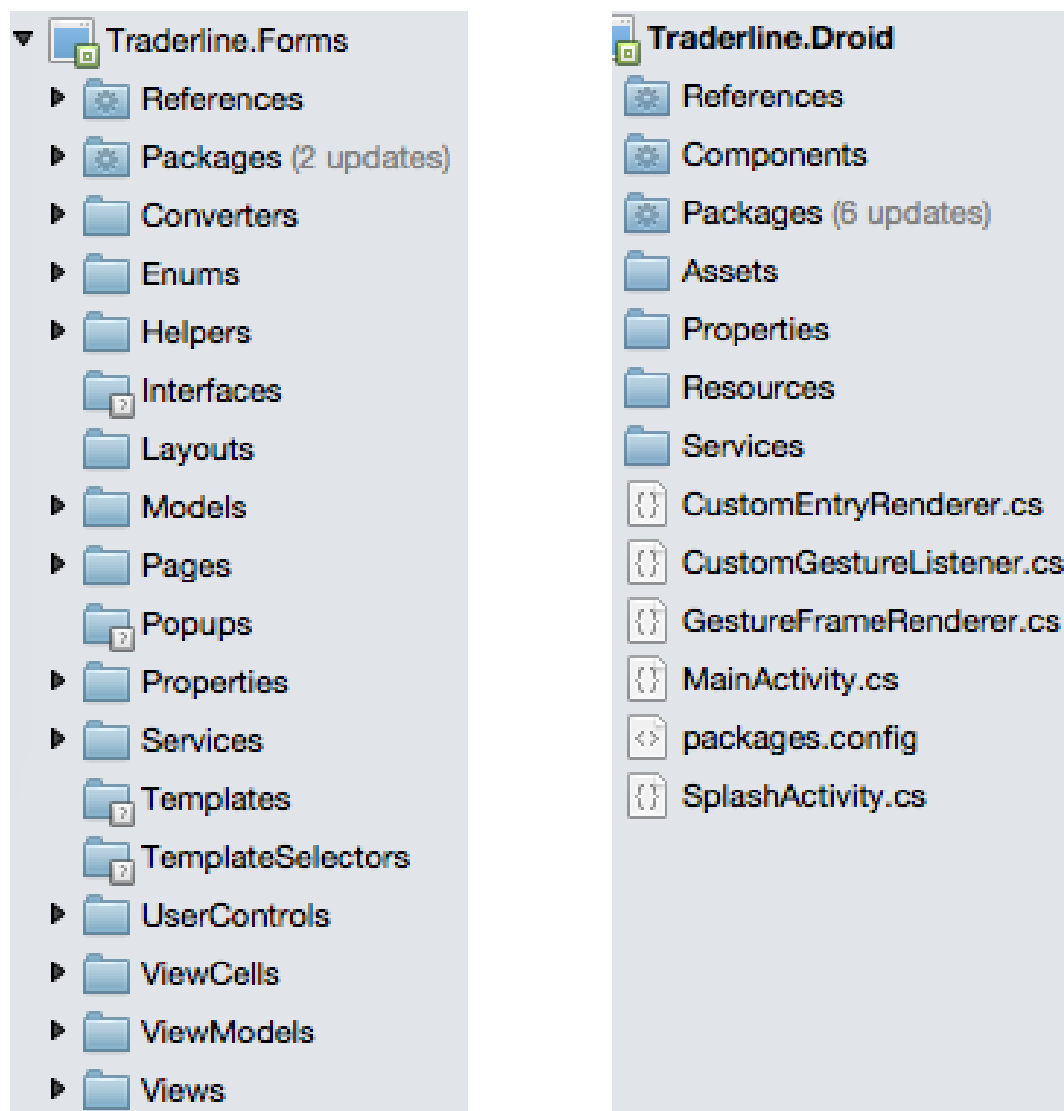 Traderline.Forms
References
Packages (2 updates)
Converters
Enums
Helpers
Interfaces
Layouts
Models
Pages
Popups
Properties
Services
Templates
TemplateSelectors
UserControls
ViewCells
ViewModels
Views
Traderline.Droid
References
Components
Packages (6 updates)
Assets
Properties
Resources
Services
CustomEntryRenderer.cs
CustomGestureListener.cs
GestureFrameRenderer.cs
MainActivity.cs
packages.config
SplashActivity.cs